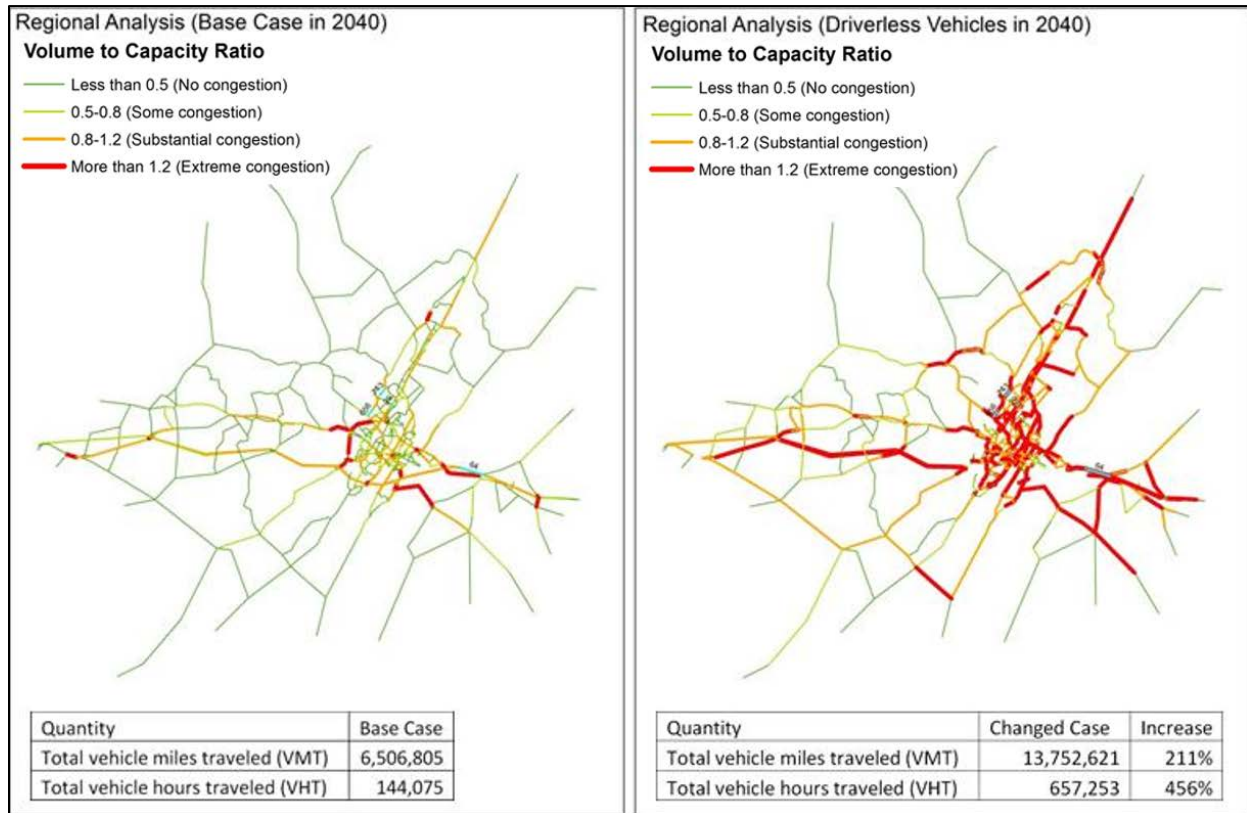 Regional Analysis (Base Case in 2040)
Volume to Capacity Ratio
Less than 0.5 (No congestion)
0.5-0.8 (Some congestion)
0.8-1.2 (Substantial congestion)
More than 1.2 (Extreme congestion)
64
Quantity Base Case
Total vehicle miles traveled (VMT) 6,506,805
Total vehicle hours traveled (VHT) 144,075
Regional Analysis (Driverless Vehicles in 2040)
Volume to Capacity Ratio
Less than 0.5 (No congestion)
0.5-0.8 (Some congestion)
0.8-1.2 (Substantial congestion)
More than 1.2 (Extreme congestion)
64
Quantity Changed Case Increase
Total vehicle miles traveled (VMT) 13,752,621 211%
Total vehicle hours traveled (VHT) 657,253 456%